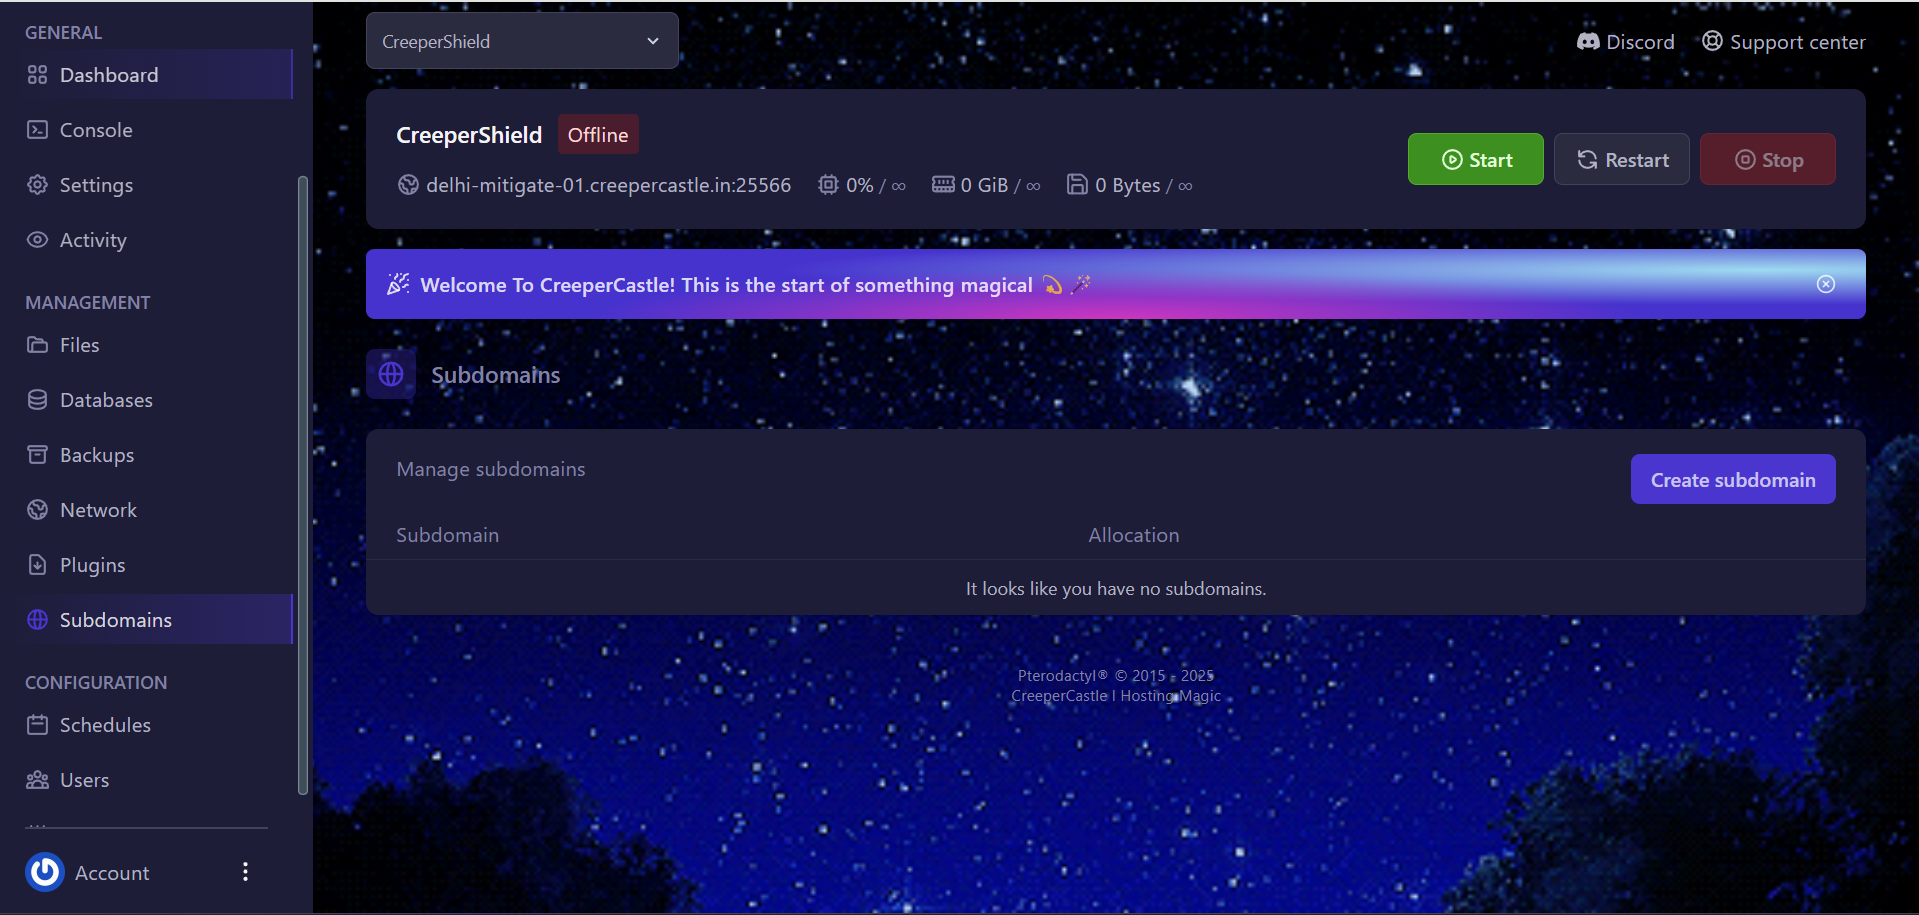 GENERAL
Dashboard
Console
Settings
Activity
MANAGEMENT
Files
Databases
Backups
Network
Plugins
Subdomains
CONFIGURATION
Schedules
Users
Account
CreeperShield
Discord
Support center
CreeperShield
Offline
delhi-mitigate-01.creepercastle.in:25566
0% / ∞
0 GiB / ∞
0 Bytes / ∞
Start
Restart
Stop
Welcome To CreeperCastle! This is the start of something magical 💫 🪄
Subdomains
Manage subdomains
Create subdomain
Subdomain
Allocation
It looks like you have no subdomains.
Pterodactyl® © 2015 - 2025
CreeperCastle | Hosting Magic